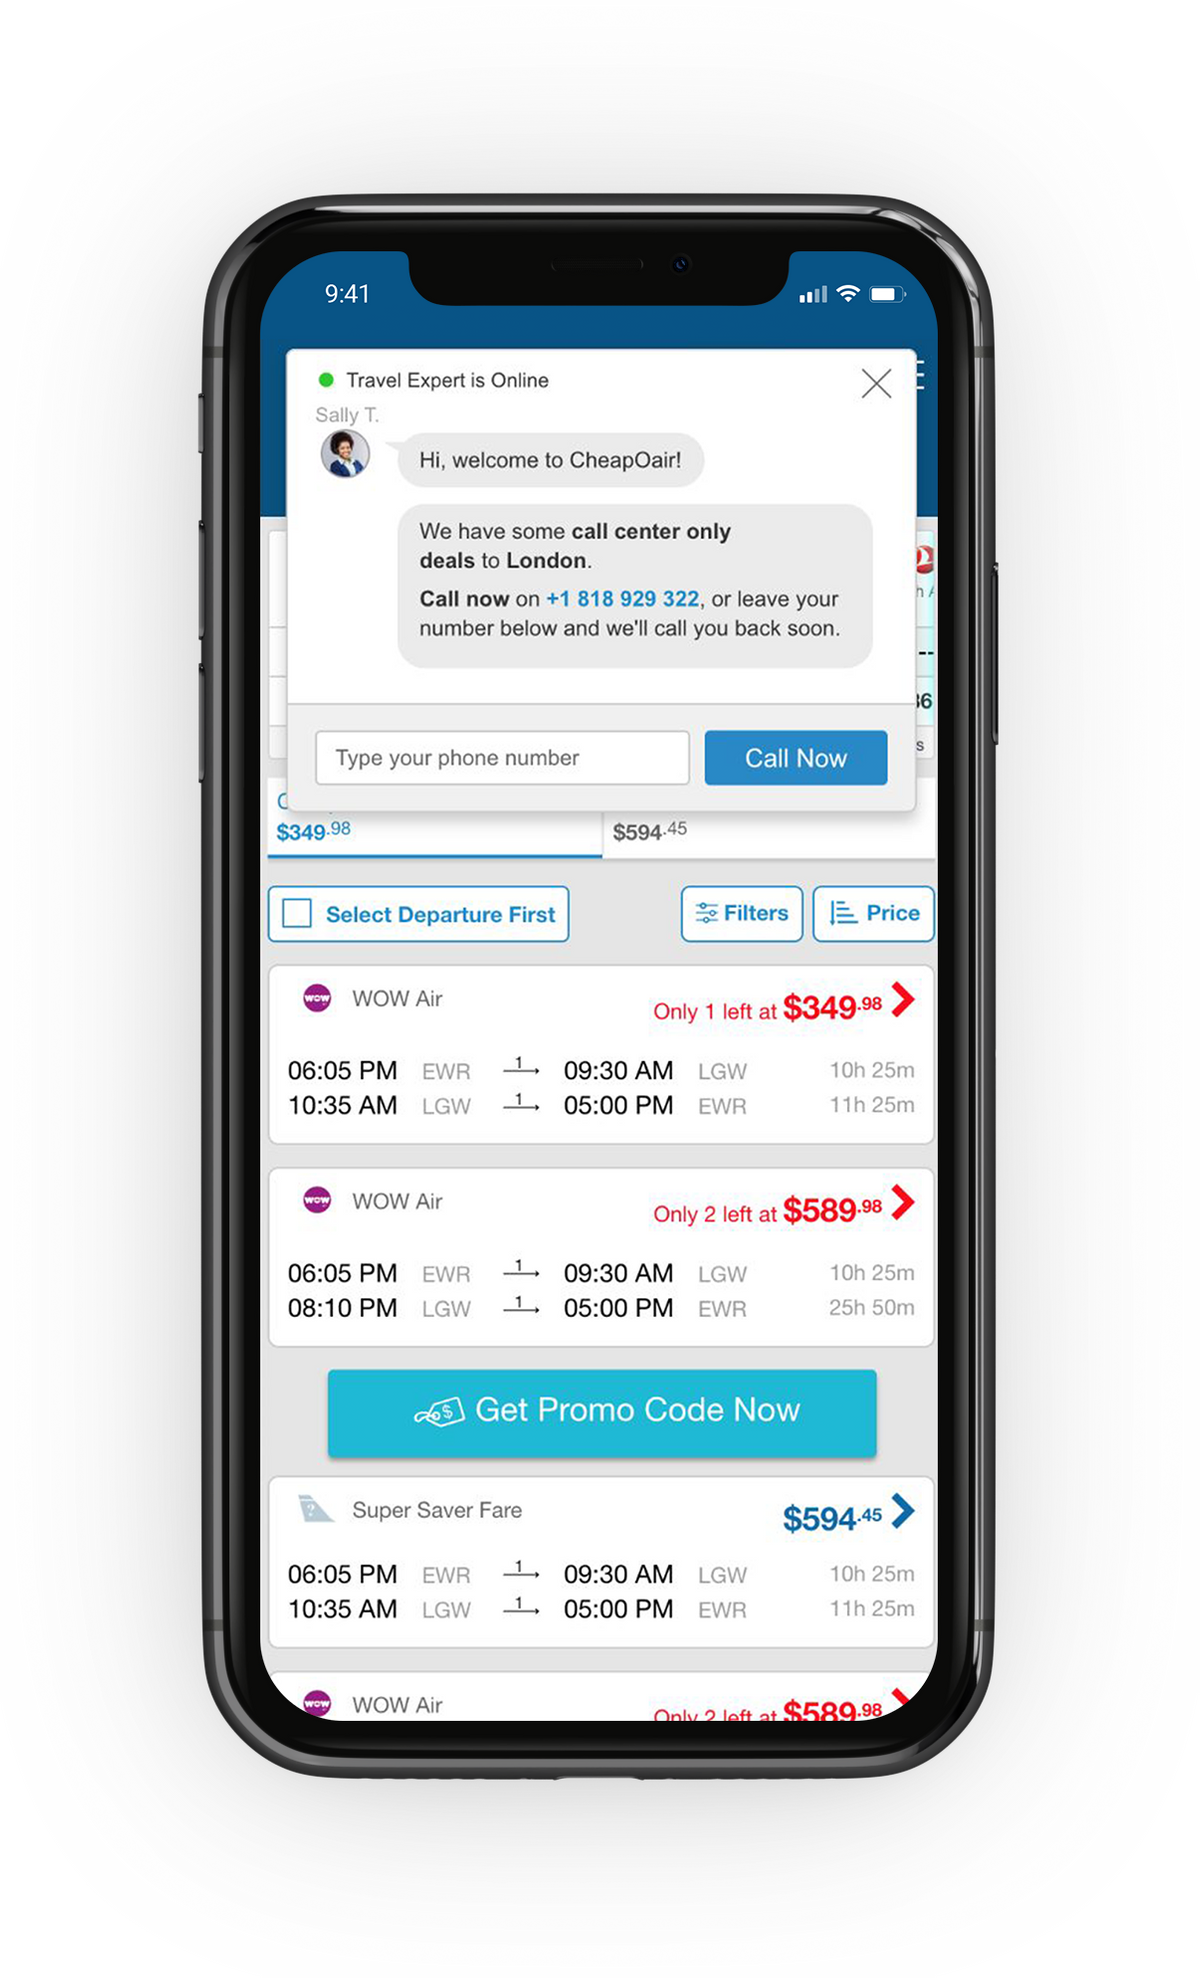 9:41
Travel Expert is Online
Sally T.
Hi, welcome to CheapOair!
We have some call center only
deals to London.
Call now on +1 818 929 322, or leave your
number below and we'll call you back soon.
Type your phone number
Call Now
$349.98
$594.45
Select Departure First
Filters
Price
wow WOW Air
Only 1 left at $349.98
06:05 PM EWR 1 09:30 AM LGW 10h 25m
10:35 AM LGW 1 05:00 PM EWR 11h 25m
wow WOW Air
Only 2 left at $589.98
06:05 PM EWR 1 09:30 AM LGW 10h 25m
08:10 PM LGW 1 05:00 PM EWR 25h 50m
$ Get Promo Code Now
? Super Saver Fare
$594.45
06:05 PM EWR 1 09:30 AM LGW 10h 25m
10:35 AM LGW 1 05:00 PM EWR 11h 25m
wow WOW Air
Only 2 left at $589.98